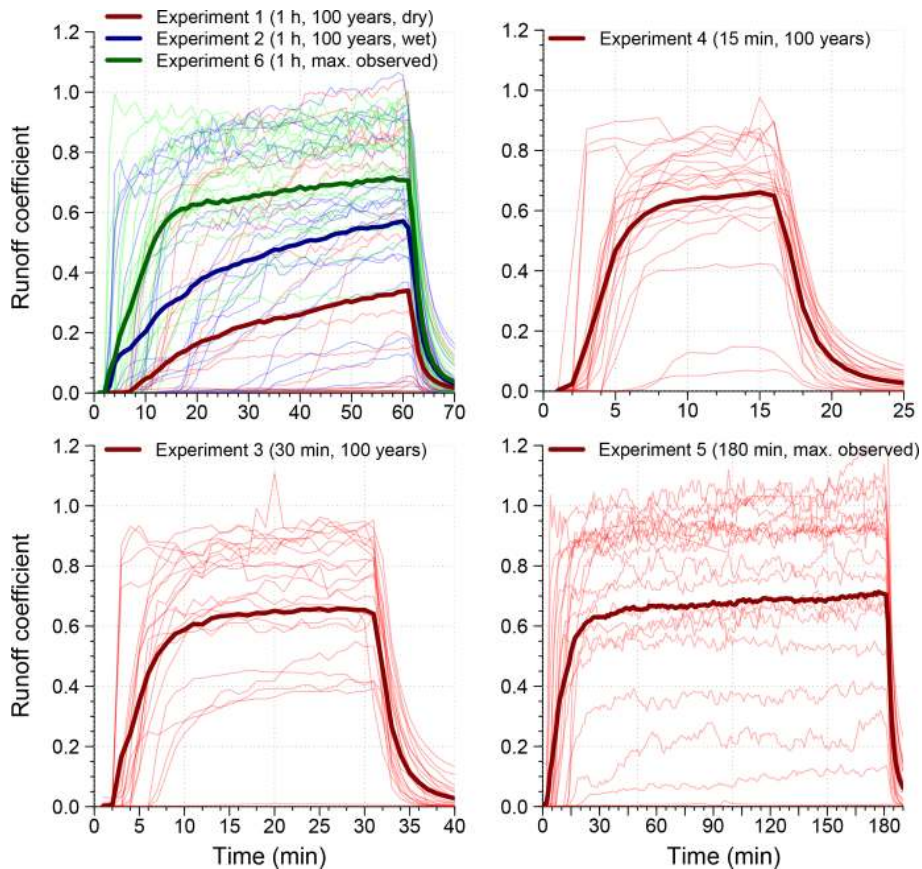 Experiment 1 (1 h, 100 years, dry)
Experiment 2 (1 h, 100 years, wet)
Experiment 6 (1 h, max. observed)
1.2
1.0
0.8
0.6
0.4
0.2
0.0
Runoff coefficient
0 10 20 30 40 50 60 70
Experiment 4 (15 min, 100 years)
1.2
1.0
0.8
0.6
0.4
0.2
0.0
0 5 10 15 20 25
Experiment 3 (30 min, 100 years)
1.2
1.0
0.8
0.6
0.4
0.2
0.0
Runoff coefficient
0 5 10 15 20 25 30 35 40
Time (min)
Experiment 5 (180 min, max. observed)
1.2
1.0
0.8
0.6
0.4
0.2
0.0
0 30 60 90 120 150 180
Time (min)